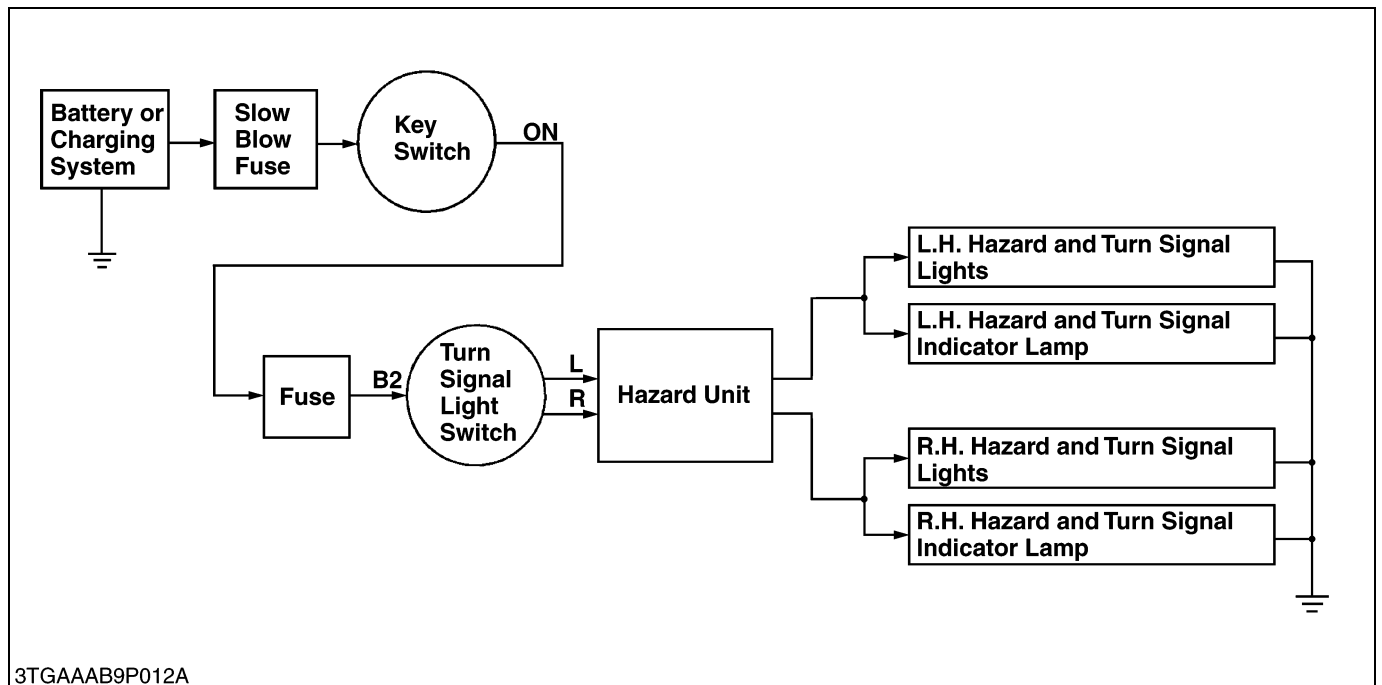 Battery or
Charging
System
Slow
Blow
Fuse
Key
Switch
ON
Fuse
B2
Turn
Signal
Light
Switch
L
R
Hazard Unit
L.H. Hazard and Turn Signal
Lights
L.H. Hazard and Turn Signal
Indicator Lamp
R.H. Hazard and Turn Signal
Lights
R.H. Hazard and Turn Signal
Indicator Lamp
3TGAAAB9P012A